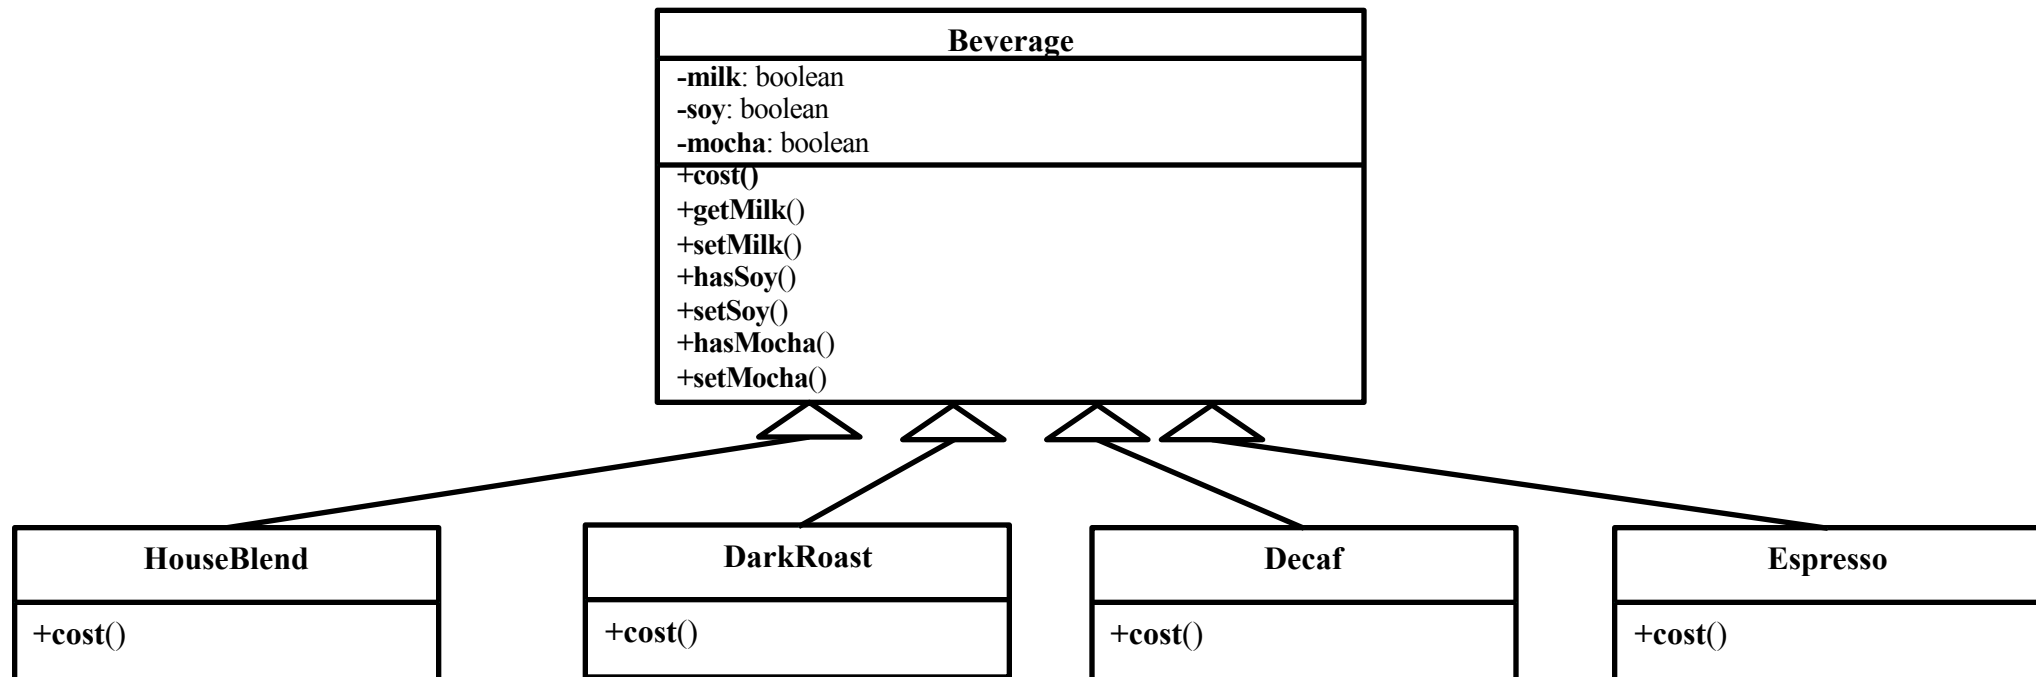 Beverage
-milk: boolean
-soy: boolean
-mocha: boolean
+cost()
+getMilk()
+setMilk()
+hasSoy()
+setSoy()
+hasMocha()
+setMocha()
HouseBlend
+cost()
DarkRoast
+cost()
Decaf
+cost()
Espresso
+cost()